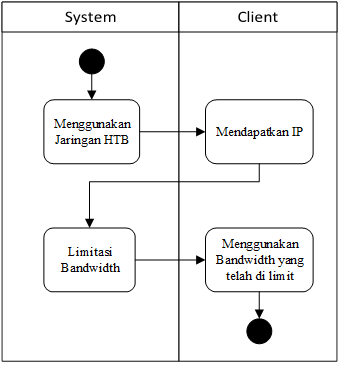 System
Client
Menggunakan
Jaringan HTB
Mendapatkan IP
Limitasi
Bandwidth
Menggunakan
Bandwidth yang
telah di limit